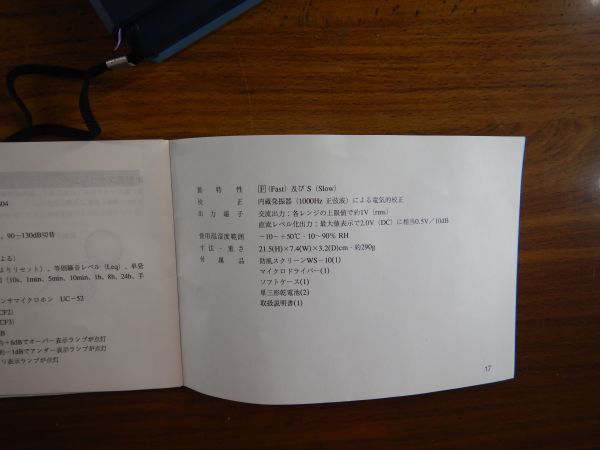 604
、90〜130dB切替
よる)
よりリセット)、等価騒音レベル (Leq)、単発
(10s、1min、5min、10min、1h、8h、24h、手
ンサマイクロホン UC-52
CF2)
CF3)
dB
約+6dBでオーバー表示ランプが点灯
約-1dBでアンダー表示ランプが点灯
リ表示ランプが点灯
動特性 F (Fast) 及び S (Slow)
校正 内蔵発振器 (1000Hz 正弦波) による電気的校正
出力端子 交流出力:各レンジの上限値で約1V (rms)
直流レベル化出力:最大値表示で2.0V (DC) に相当0.5V/10dB
使用温湿度範囲 -10〜+50℃・10〜90% RH
寸法・重さ 21.5(H)×7.4(W)×3.2(D)cm・約290g
付属品 防風スクリーンWS-10(1)
マイクロドライバー(1)
ソフトケース(1)
単三形乾電池(2)
取扱説明書(1)
17